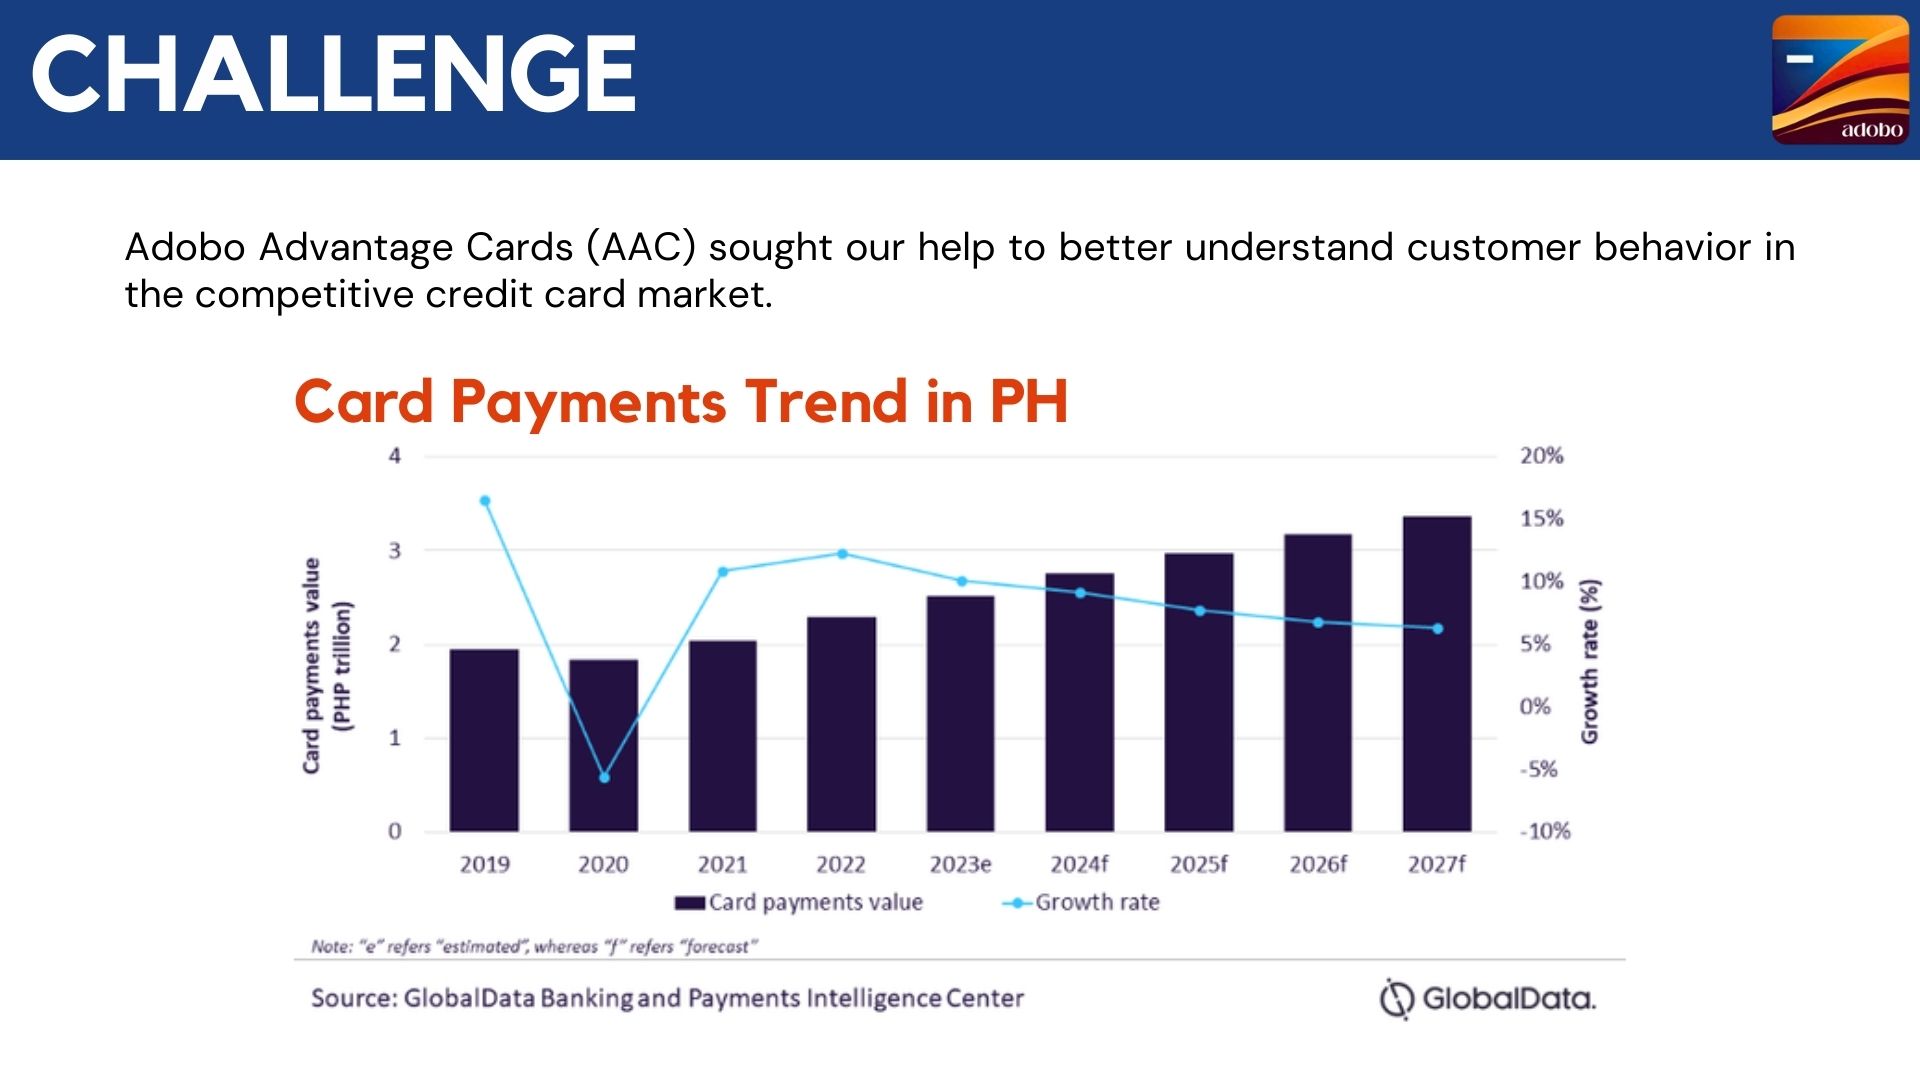 CHALLENGE
adobo
Adobo Advantage Cards (AAC) sought our help to better understand customer behavior in
the competitive credit card market.
Card Payments Trend in PH
Card payments value
(PHP trillion)
4
3
2
1
0
20%
15%
10%
5%
0%
-5%
-10%
Growth rate (%)
2019 2020 2021 2022 2023e 2024f 2025f 2026f 2027f
Card payments value Growth rate
Note: "e" refers "estimated", whereas "f" refers "forecast"
Source: GlobalData Banking and Payments Intelligence Center
GlobalData.